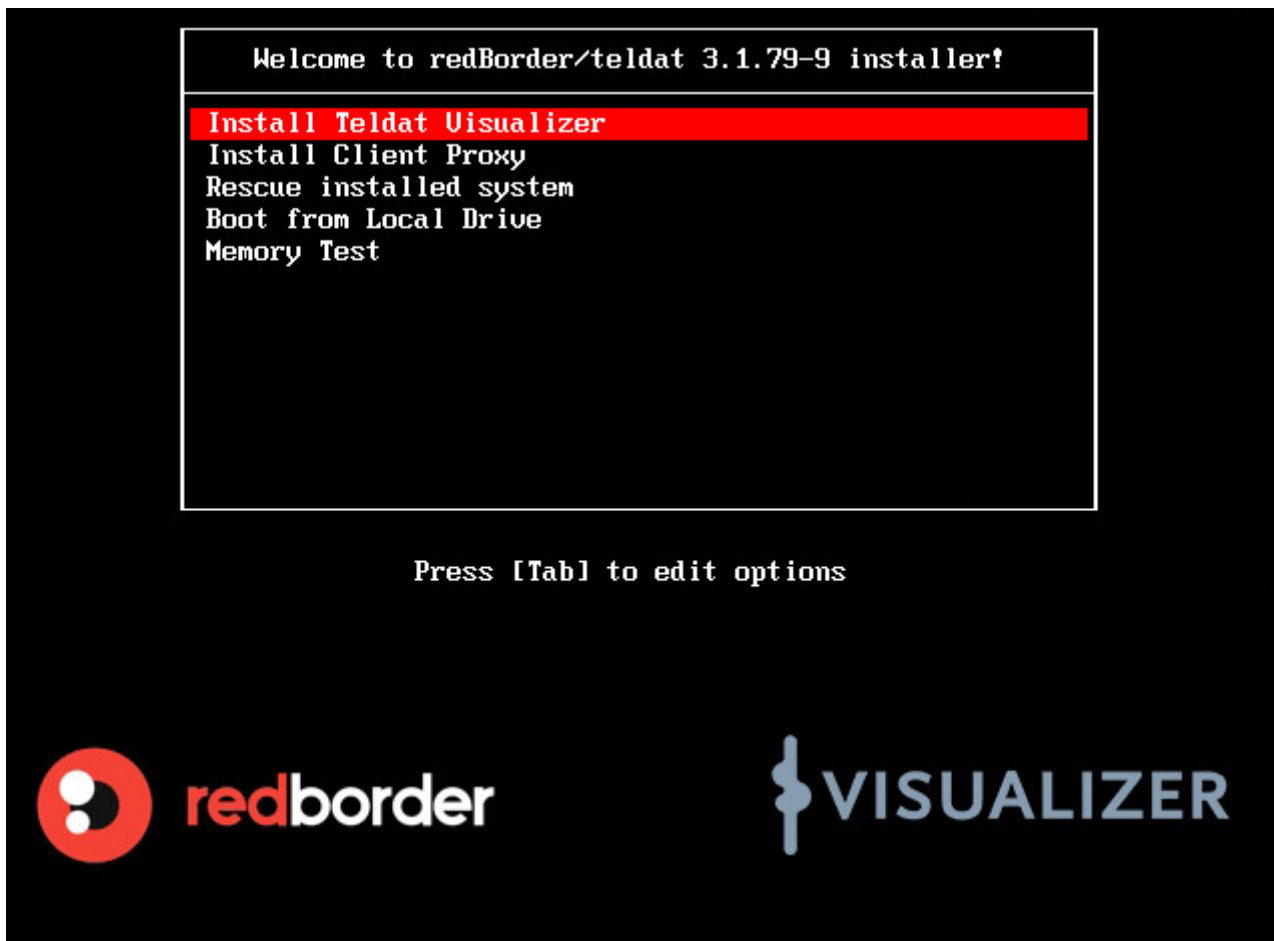 Welcome to redBorder/teldat 3.1.79-9 installer!
Install Teldat Visualizer
Install Client Proxy
Rescue installed system
Boot from Local Drive
Memory Test
Press [Tab] to edit options
redborder
VISUALIZER